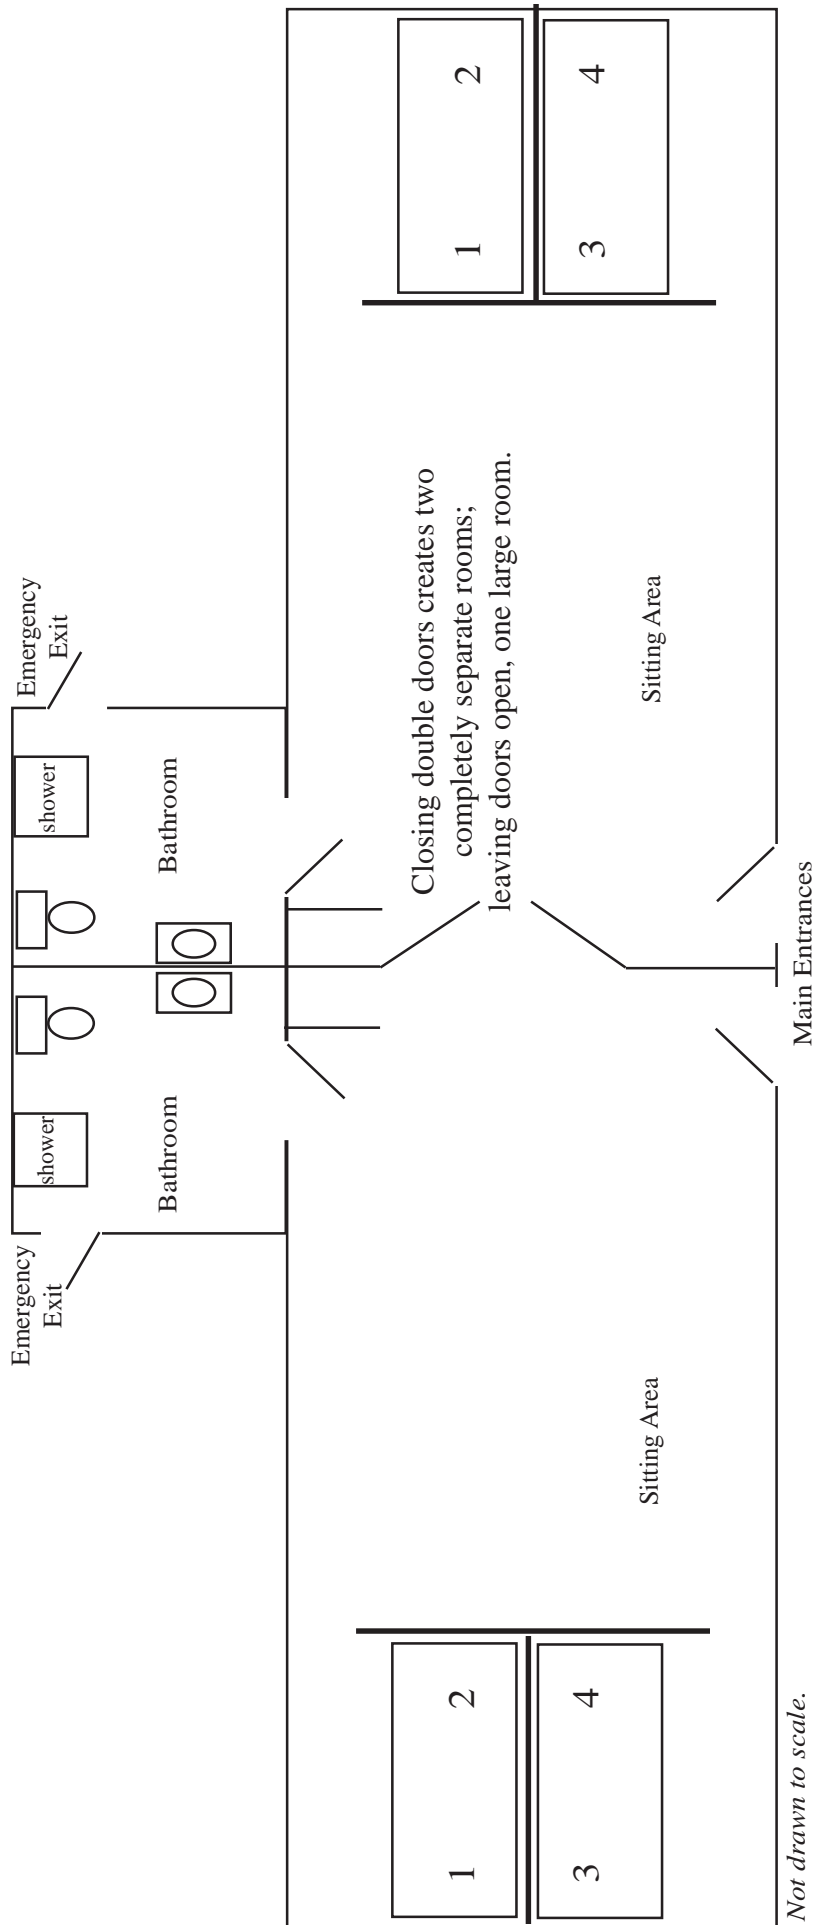 Emergency
Exit
Emergency
Exit
shower
shower
Bathroom
Bathroom
1
2
3
4
Closing double doors creates two
completely separate rooms;
leaving doors open, one large room.
1
2
3
4
Sitting Area
Sitting Area
Main Entrances
Not drawn to scale.